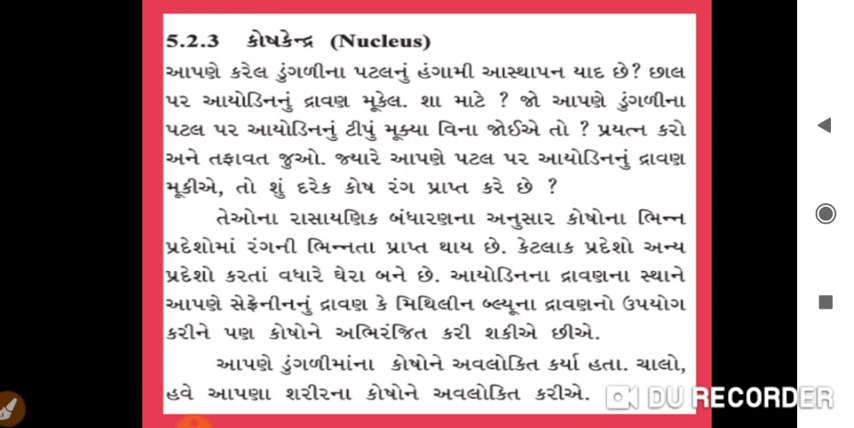 5.2.3 કોષકેન્દ્ર (Nucleus)
આપણે કરેલ ડુંગળીના પટલનું હંગામી આસ્થાપન યાદ છે? છાલ
પર આયોડિનનું દ્રાવણ મૂકેલ. શા માટે ? જો આપણે ડુંગળીના
પટલ પર આયોડિનનું ટીપું મૂક્યા વિના જોઈએ તો ? પ્રયત્ન કરો
અને તફાવત જુઓ. જ્યારે આપણે પટલ પર આયોડિનનું દ્રાવણ
મૂકીએ, તો શું દરેક કોષ રંગ પ્રાપ્ત કરે છે ?
તેઓના રાસાયણિક બંધારણના અનુસાર કોષોના ભિન્ન
પ્રદેશોમાં રંગની ભિન્નતા પ્રાપ્ત થાય છે. કેટલાક પ્રદેશો અન્ય
પ્રદેશો કરતાં વધારે ઘેરા બને છે. આયોડિનના દ્રાવણના સ્થાને
આપણે સેફ્રેનીનનું દ્રાવણ કે મિથિલીન બ્લ્યૂના દ્રાવણનો ઉપયોગ
કરીને પણ કોષોને અભિરંજિત કરી શકીએ છીએ.
આપણે ડુંગળીમાંના કોષોને અવલોકિત કર્યા હતા. ચાલો,
હવે આપણા શરીરના કોષોને અવલોકિત કરીએ.
DU RECORDER